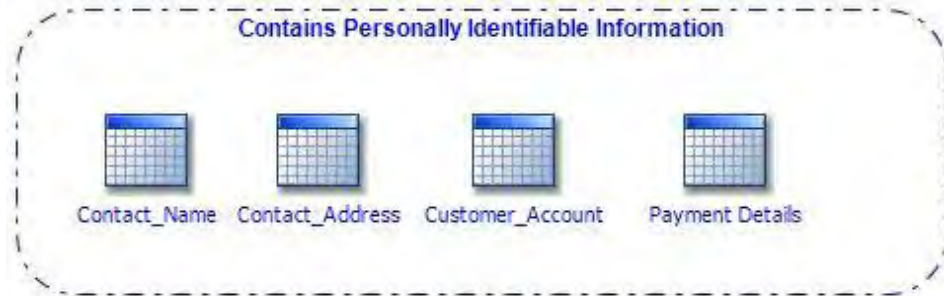 Contains Personally Identifiable Information
Contact_Name Contact_Address Customer_Account Payment Details